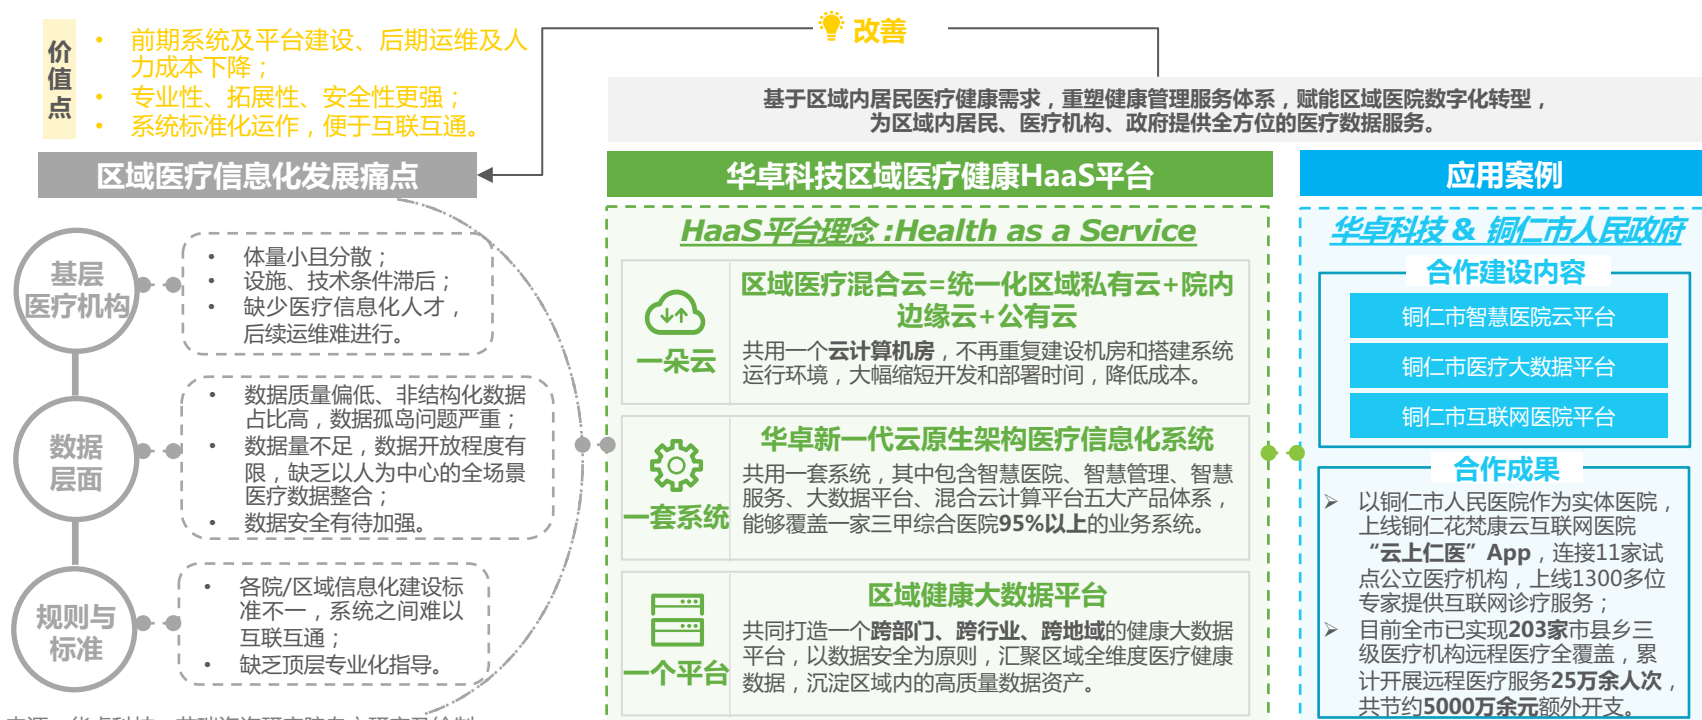 价值点
• 前期系统及平台建设、后期运维及人
力成本下降；
• 专业性、拓展性、安全性更强；
• 系统标准化运作，便于互联互通。
改善
基于区域内居民医疗健康需求，重塑健康管理服务体系，赋能区域医院数字化转型，
为区域内居民、医疗机构、政府提供全方位的医疗数据服务。
区域医疗信息化发展痛点
基层
医疗机构
• 体量小且分散；
• 设施、技术条件滞后；
• 缺少医疗信息化人才，
后续运维难进行。
数据
层面
• 数据质量偏低、非结构化数据
占比高，数据孤岛问题严重；
• 数据量不足，数据开放程度有
限，缺乏以人为中心的全场景
医疗数据整合；
• 数据安全有待加强。
规则与
标准
• 各院/区域信息化建设标
准不一，系统之间难以
互联互通；
• 缺乏顶层专业化指导。
华卓科技区域医疗健康HaaS平台
HaaS平台理念：Health as a Service
一朵云
区域医疗混合云=统一化区域私有云+院内
边缘云+公有云
共用一个云计算机房，不再重复建设机房和搭建系统
运行环境，大幅缩短开发和部署时间，降低成本。
一套系统
华卓新一代云原生架构医疗信息化系统
共用一套系统，其中包含智慧医院、智慧管理、智慧
服务、大数据平台、混合云计算平台五大产品体系，
能够覆盖一家三甲综合医院95%以上的业务系统。
一个平台
区域健康大数据平台
共同打造一个跨部门、跨行业、跨地域的健康大数据
平台，以数据安全为原则，汇聚区域全维度医疗健康
数据，沉淀区域内的高质量数据资产。
应用案例
华卓科技 & 铜仁市人民政府
合作建设内容
铜仁市智慧医院云平台
铜仁市医疗大数据平台
铜仁市互联网医院平台
合作成果
➢ 以铜仁市人民医院作为实体医院，
上线铜仁花梵康云互联网医院
“云上仁医”App，连接11家试
点公立医疗机构，上线1300多位
专家提供互联网诊疗服务；
➢ 目前全市已实现203家市县乡三
级医疗机构远程医疗全覆盖，累
计开展远程医疗服务25万余人次，
共节约5000万余元额外开支。